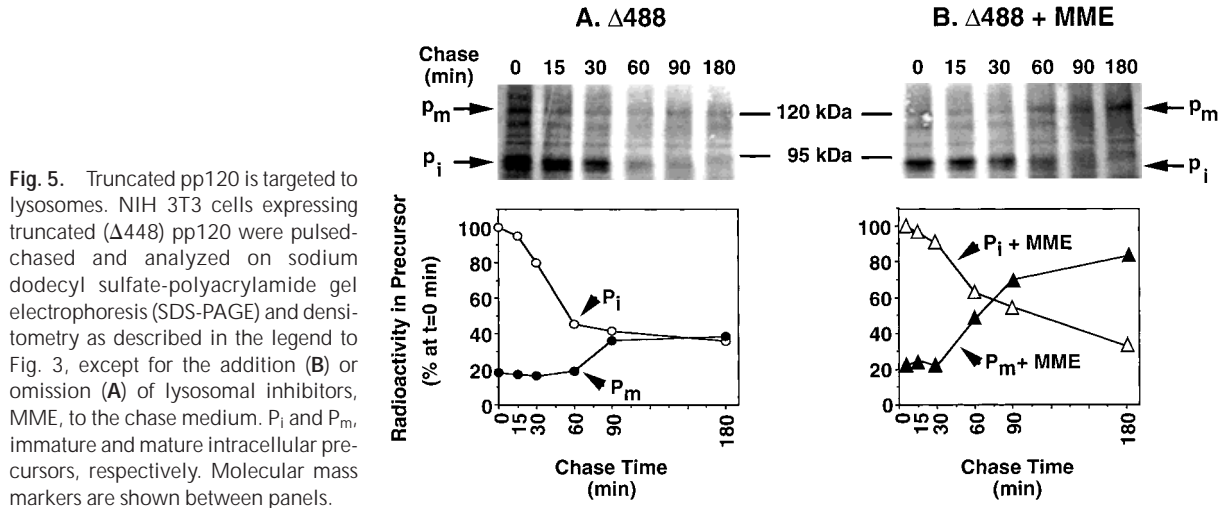 Fig. 5. Truncated pp120 is targeted to
lysosomes. NIH 3T3 cells expressing
truncated (Δ448) pp120 were pulsed-
chased and analyzed on sodium
dodecyl sulfate-polyacrylamide gel
electrophoresis (SDS-PAGE) and densi-
tometry as described in the legend to
Fig. 3, except for the addition (B) or
omission (A) of lysosomal inhibitors,
MME, to the chase medium. Pi and Pm,
immature and mature intracellular pre-
cursors, respectively. Molecular mass
markers are shown between panels.
A. Δ488
Chase
(min)
0 15 30 60 90 180
pm
pi
120 kDa
95 kDa
B. Δ488 + MME
0 15 30 60 90 180
pm
pi
Radioactivity in Precursor
(% at t=0 min)
100
80
60
40
20
0
Pi
Pm
0 15 30 60 90 180
Chase Time
(min)
100
80
60
40
20
0
Pi + MME
Pm+ MME
0 15 30 60 90 180
Chase Time
(min)